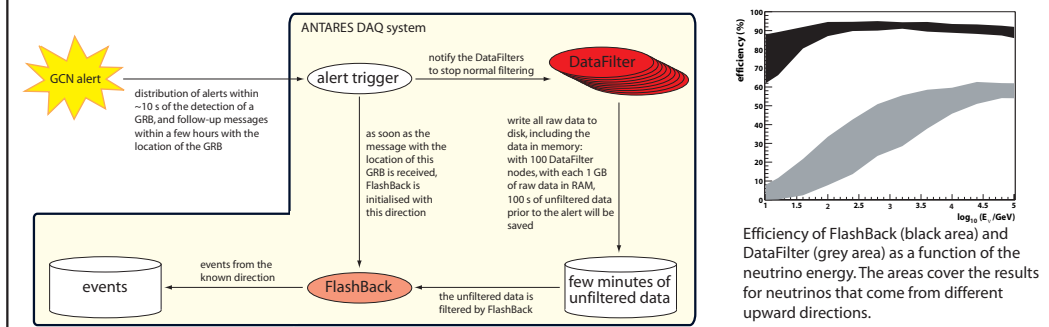 ANTARES DAQ system
GCN alert
distribution of alerts within
~10 s of the detection of a
GRB, and follow-up messages
within a few hours with the
location of the GRB
alert trigger
notify the DataFilters
to stop normal filtering
DataFilter
as soon as the
message with the
location of this
GRB is received,
FlashBack is
initialised with
this direction
write all raw data to
disk, including the
data in memory:
with 100 DataFilter
nodes, with each 1 GB
of raw data in RAM,
100 s of unfiltered data
prior to the alert will be
saved
events
events from the
known direction
FlashBack
the unfiltered data is
filtered by FlashBack
few minutes of
unfiltered data
efficiency (%)
100
90
80
70
60
50
40
30
20
10
0
1 1.5 2 2.5 3 3.5 4 4.5 5
log₁₀ (Eᵥ/GeV)
Efficiency of FlashBack (black area) and
DataFilter (grey area) as a function of the
neutrino energy. The areas cover the results
for neutrinos that come from different
upward directions.